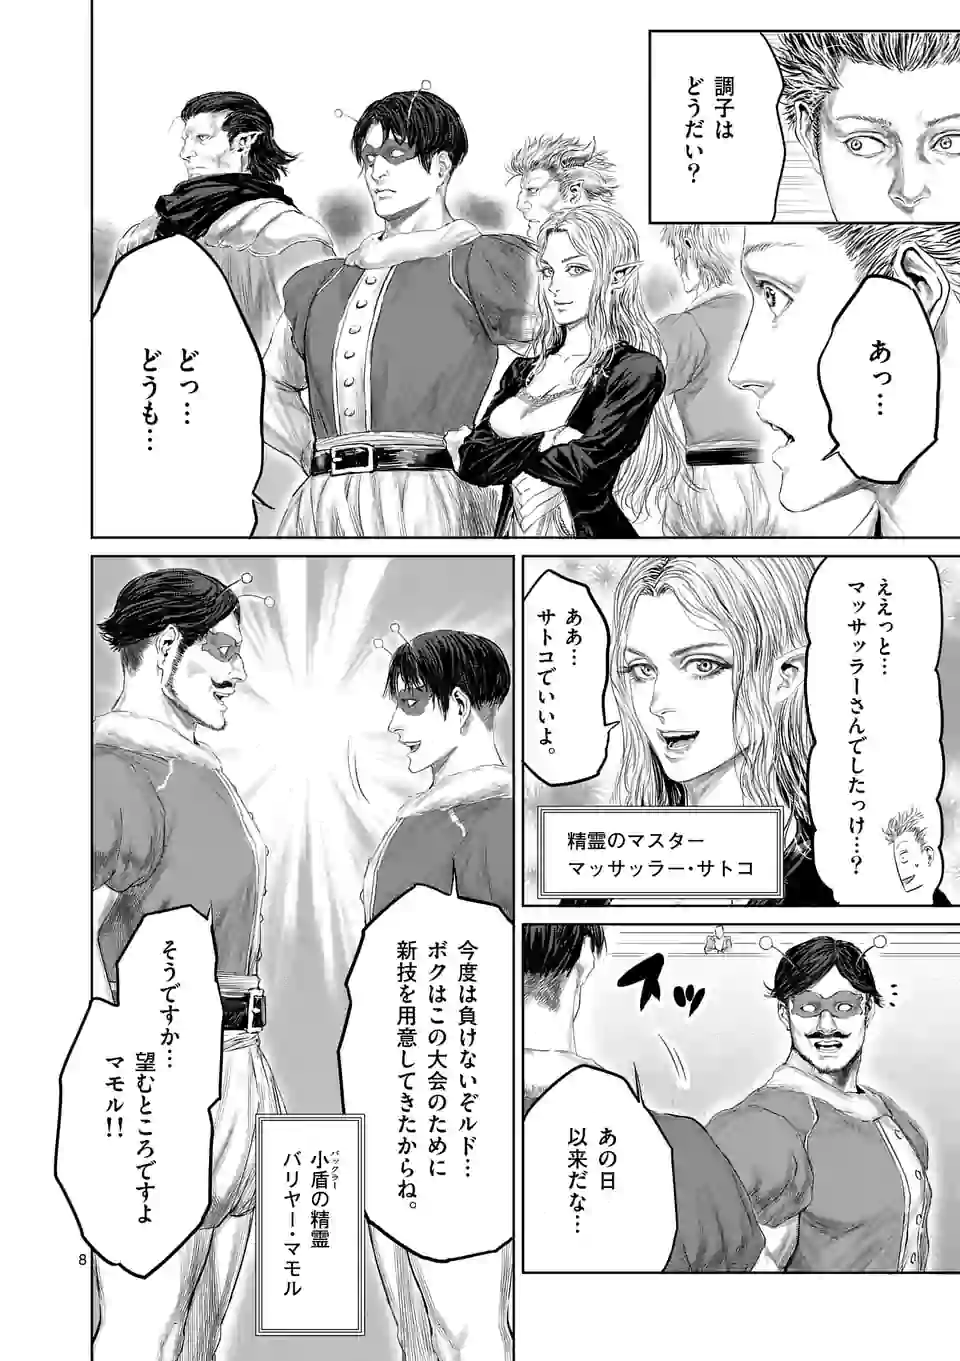 調子は
どうだい？
あっ…
どっ…
どうも…
ええっと…
マッサッラーさんでしたっけ…？
ああ…
サトコでいいよ。
精霊のマスター
マッサッラー・サトコ
スッ
あの日
以来だな…
今度は負けないぞルド…
ボクはこの大会のために
新技を用意してきたからね。
小盾の精霊
バックラー
バリヤー・マモル
そうですか…
望むところですよ
マモル!!
8